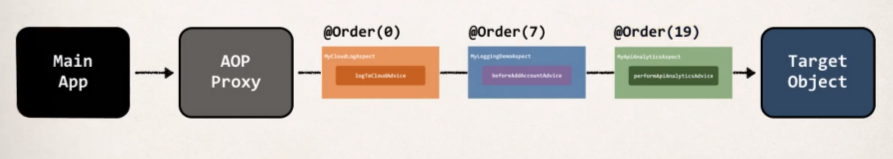 @Order(0)
@Order(7)
@Order(19)
Main
App
AOP
Proxy
MyCloudLogAspect
logToCloudAdvice
MyLoggingDemoAspect
beforeAddAccountAdvice
MyApiAnalyticsAspect
performApiAnalyticsAdvice
Target
Object